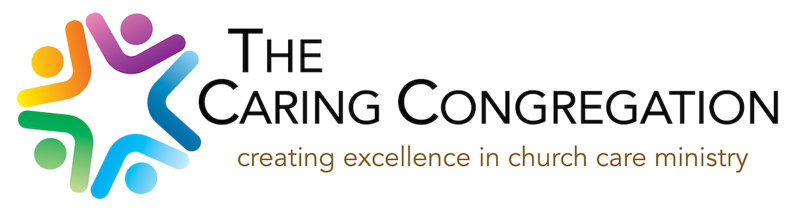 The
Caring Congregation
creating excellence in church care ministry